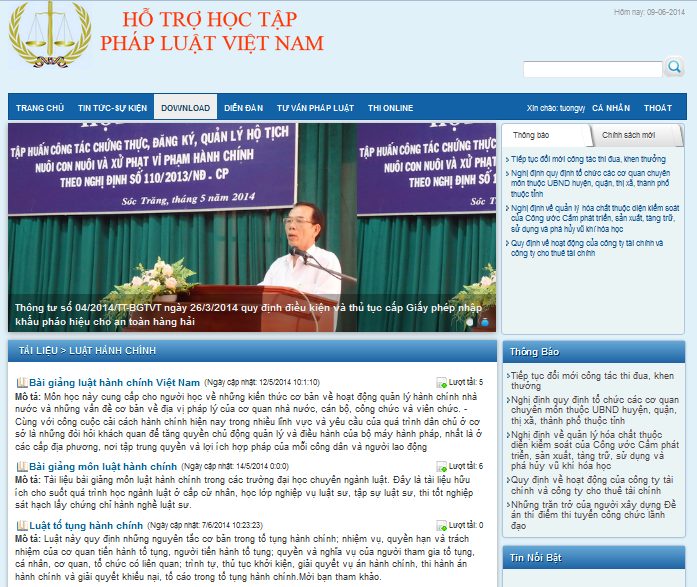 HỖ TRỢ HỌC TẬP
PHÁP LUẬT VIỆT NAM
Hôm nay: 09-06-2014
TRANG CHỦ
TIN TỨC-SỰ KIỆN
DOWNLOAD
DIỄN ĐÀN
TƯ VẤN PHÁP LUẬT
THI ONLINE
Xin chào: tuongvy
CÁ NHÂN
THOÁT
TẬP HUẤN CÔNG TÁC CHỨNG THỰC, ĐĂNG KÝ, QUẢN LÝ HỘ TỊCH
NUÔI CON NUÔI VÀ XỬ PHẠT VI PHẠM HÀNH CHÍNH
THEO NGHỊ ĐỊNH SỐ 110/2013/NĐ - CP
Sóc Trăng, tháng 5 năm 2014
TẬP HUẤN CÔNG TÁC CHỨ
NUÔI CON NUÔI V
THEO NGHỊ
Sóc
Thông tư số 04/2014/TT-BGTVT ngày 26/3/2014 quy định điều kiện và thủ tục cấp Giấy phép nhập
khẩu pháo hiệu cho an toàn hàng hải
Thông báo
Chính sách mới
Tiếp tục đổi mới công tác thi đua, khen thưởng
Nghị định quy định tổ chức các cơ quan chuyên
môn thuộc UBND huyện, quận, thị xã, thành phố
thuộc tỉnh
Nghị định về quản lý hóa chất thuộc diện kiểm soát
của Công ước Cấm phát triển, sản xuất, tàng trữ,
sử dụng và phá hủy vũ khí hóa học
Quy định về hoạt động của công ty tài chính và
công ty cho thuê tài chính
TÀI LIỆU > LUẬT HÀNH CHÍNH
Bài giảng luật hành chính Việt Nam (Ngày cập nhật: 12/5/2014 10:1:10)
Lượt tải: 5
Mô tả: Môn học này cung cấp cho người học về những kiến thức cơ bản về hoạt động quản lý hành chính nhà
nước và những vấn đề cơ bản về địa vị pháp lý của cơ quan nhà nước, cán bộ, công chức và viên chức. -
Cùng với công cuộc cải cách hành chính hiện nay trong nhiều lĩnh vực và yêu cầu của quá trình dân chủ ở cơ
sở là những đòi hỏi khách quan để tăng quyền chủ động quản lý và điều hành của bộ máy hành pháp, nhất là ở
các cấp địa phương, nơi tập trung quyền và lợi ích hợp pháp của mỗi công dân và người lao động
Bài giảng môn luật hành chính (Ngày cập nhật: 14/5/2014 0:0:0)
Lượt tải: 6
Mô tả: Tài liệu bài giảng môn luật hành chính trong các trường đại học chuyên ngành luật. Đây là tài liệu hữu
ích cho suốt quá trình học ngành luật ở cấp cử nhân, học lớp nghiệp vụ luật sư, tập sự luật sư, thi tốt nghiệp
sát hạch lấy chứng chỉ hành nghề luật sư.
Luật tố tụng hành chính (Ngày cập nhật: 7/6/2014 10:23:23)
Lượt tải: 0
Mô tả: Luật này quy định những nguyên tắc cơ bản trong tố tụng hành chính; nhiệm vụ, quyền hạn và trách
nhiệm của cơ quan tiến hành tố tụng, người tiến hành tố tụng; quyền và nghĩa vụ của người tham gia tố tụng,
cá nhân, cơ quan, tổ chức có liên quan; trình tự, thủ tục khởi kiện, giải quyết vụ án hành chính, thi hành án
hành chính và giải quyết khiếu nại, tố cáo trong tố tụng hành chính.Mời bạn tham khảo.
Thông Báo
Tiếp tục đổi mới công tác thi đua, khen
thưởng
Nghị định quy định tổ chức các cơ quan
chuyên môn thuộc UBND huyện, quận,
thị xã, thành phố thuộc tỉnh
Nghị định về quản lý hóa chất thuộc
diện kiểm soát của Công ước Cấm phát
triển, sản xuất, tàng trữ, sử dụng và
phá hủy vũ khí hóa học
Quy định về hoạt động của công ty tài
chính và công ty cho thuê tài chính
Những trăn trở của người xây dựng Đề
án thí điểm thi tuyển công chức lãnh
đạo
Tin Nổi Bật